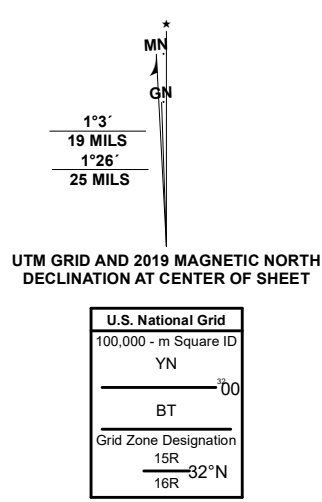 ★
MN
GN
1°3´
19 MILS
1°26´
25 MILS
UTM GRID AND 2019 MAGNETIC NORTH
DECLINATION AT CENTER OF SHEET
U.S. National Grid
100,000 - m Square ID
YN
3200
BT
Grid Zone Designation
15R
32°N
16R